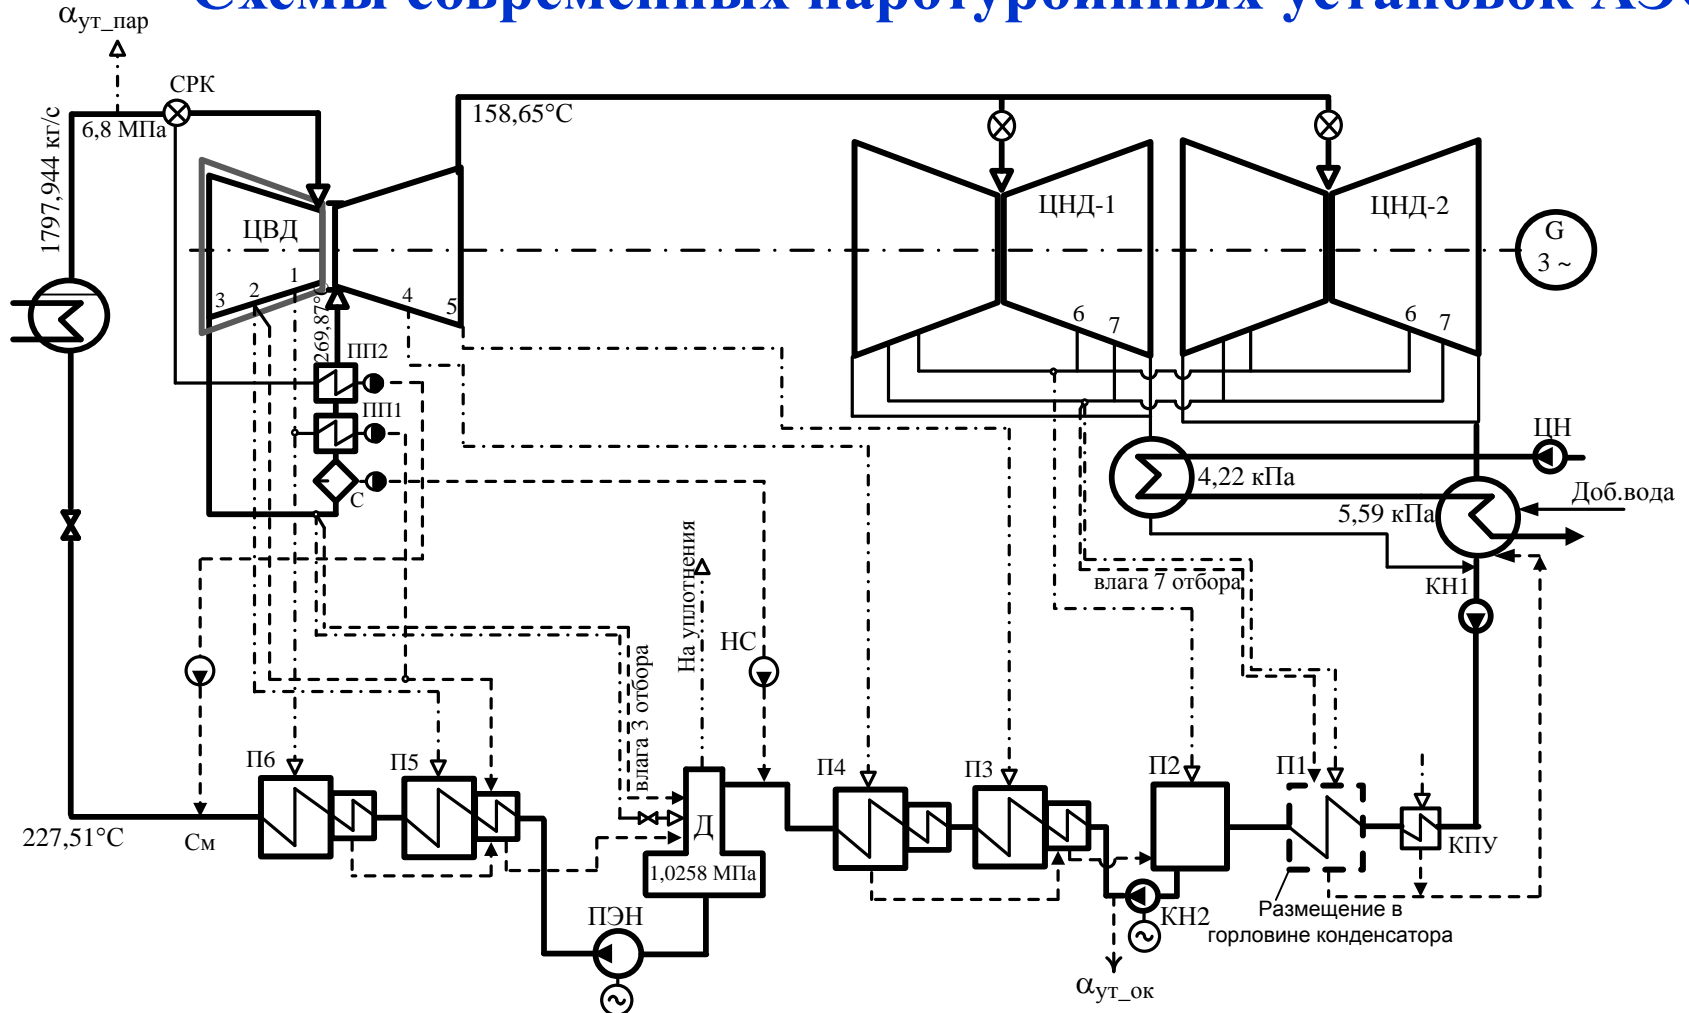 Схемы современных паротурбинных установок АЭС
αут_пар
СРК
6,8 МПа
1797,944 кг/с
158,65°C
ЦВД
ЦНД-1
ЦНД-2
G
3 ~
1
2
3
4
5
6
7
6
7
269,87°C
ПП2
ПП1
С
ЦН
4,22 кПа
Доб.вода
5,59 кПа
КН1
влага 7 отбора
На уплотнения
НС
влага 3 отбора
П6
П5
П4
П3
П2
П1
227,51°C
См
Д
КПУ
1,0258 МПа
ПЭН
КН2
Размещение в
горловине конденсатора
αут_ок